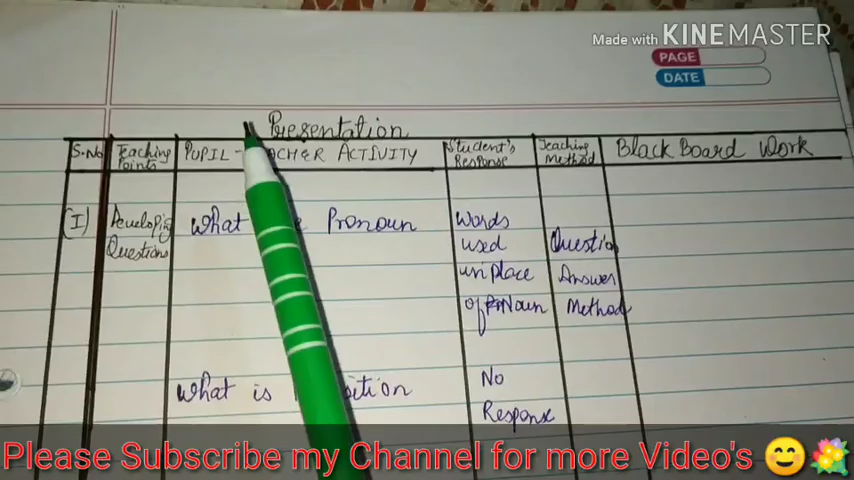 Made with KINEMASTER
PAGE
DATE
Presentation
S.No
Teaching Points
PUPIL - ACHER ACTIVITY
Student's Response
Teaching Method
Black Board Work
(I)
Developing Questions
What
Pronoun
Words
used
in place
of Noun
Question
Answer
Method
What is
sition
No
Response
Please Subscribe my Channel for more Video's 😊💐